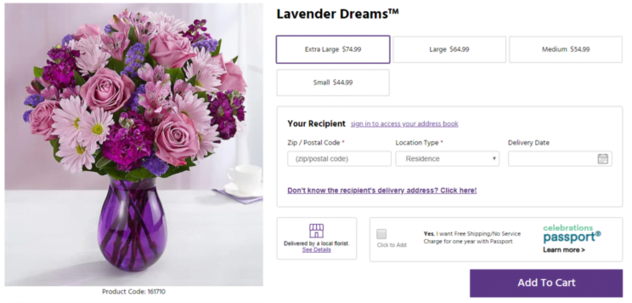 Lavender Dreams™
Extra Large $74.99
Large $64.99
Medium $54.99
Small $44.99
Your Recipient sign in to access your address book
Zip / Postal Code *
Location Type *
Delivery Date
(zip/postal code)
Residence
Don't know the recipient's delivery address? Click here!
Delivered by a local florist.
See Details
Click to Add
Yes, I want Free Shipping/No Service
Charge for one year with Passport
celebrations
passport®
Learn more >
Product Code: 161710
Add To Cart